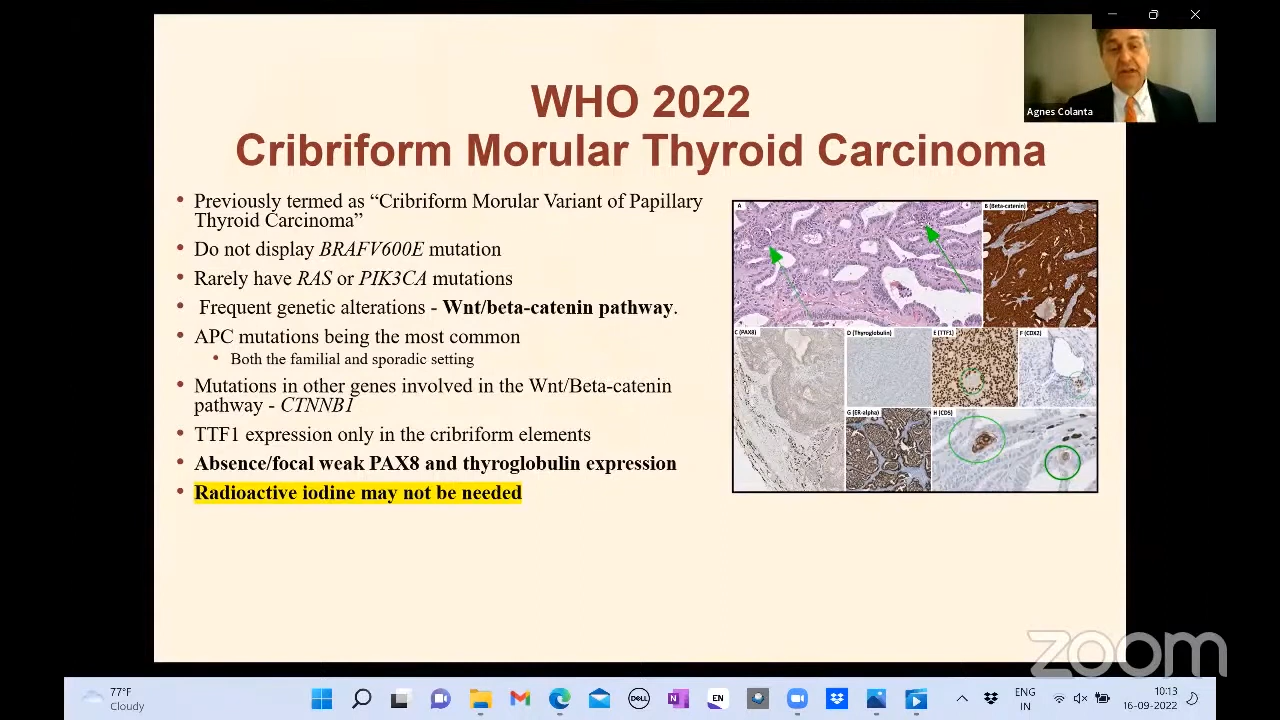 WHO 2022
Cribriform Morular Thyroid Carcinoma
Agnes Colanta
• Previously termed as “Cribriform Morular Variant of Papillary
Thyroid Carcinoma”
• Do not display BRAFV600E mutation
• Rarely have RAS or PIK3CA mutations
• Frequent genetic alterations - Wnt/beta-catenin pathway.
• APC mutations being the most common
• Both the familial and sporadic setting
• Mutations in other genes involved in the Wnt/Beta-catenin
pathway - CTNNB1
• TTF1 expression only in the cribriform elements
• Absence/focal weak PAX8 and thyroglobulin expression
• Radioactive iodine may not be needed
A
B (Beta-catenin)
C (PAX8)
D (Thyroglobulin)
E (TTF1)
F (CDX2)
G (ER-alpha)
H (CD5)
zoom
77°F
Cloudy
DELL
N
EN
ENG
IN
10:13
16-09-2022